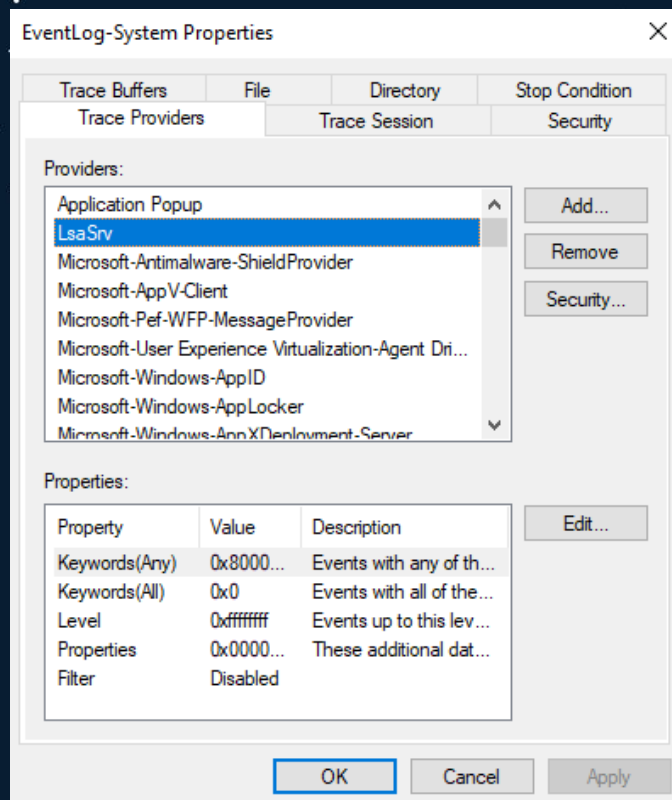 EventLog-System Properties
Trace Buffers File Directory Stop Condition
Trace Providers Trace Session Security
Providers:
Application Popup
LsaSrv
Microsoft-Antimalware-ShieldProvider
Microsoft-AppV-Client
Microsoft-Pef-WFP-MessageProvider
Microsoft-User Experience Virtualization-Agent Dri...
Microsoft-Windows-AppID
Microsoft-Windows-AppLocker
Microsoft-Windows-AppXDeployment-Server
Add...
Remove
Security...
Properties:
Property Value Description
Keywords(Any) 0x8000... Events with any of th...
Keywords(All) 0x0 Events with all of the...
Level 0xffffffff Events up to this lev...
Properties 0x0000... These additional dat...
Filter Disabled
Edit...
OK Cancel Apply